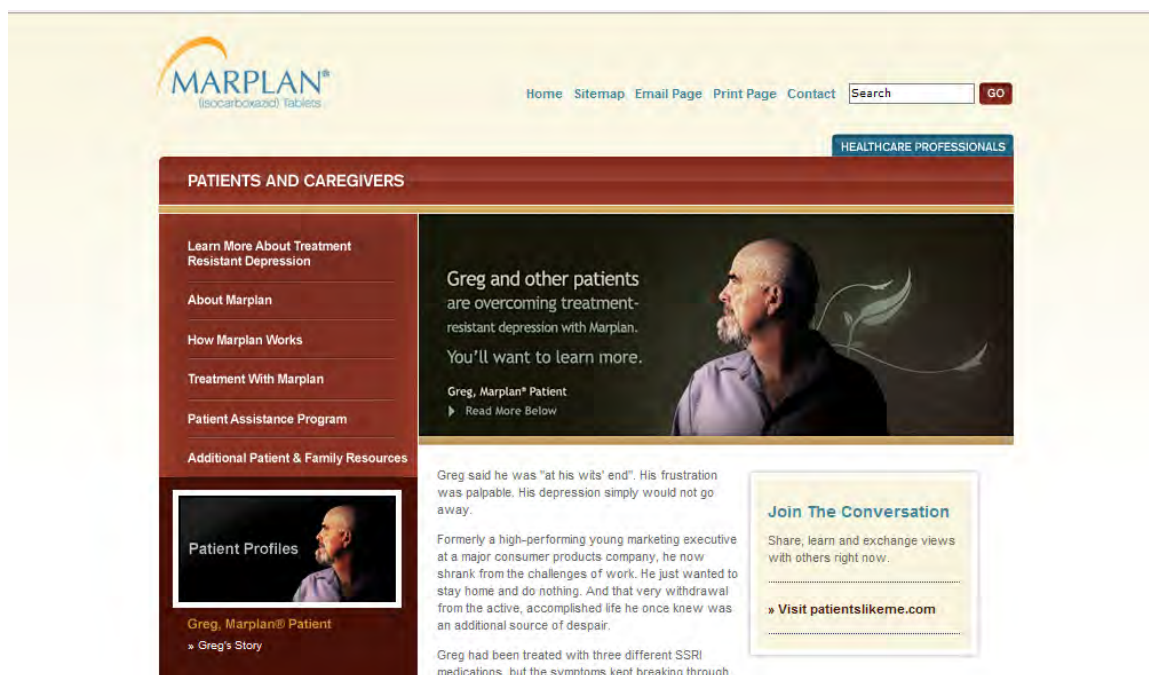 MARPLAN®
(isocarboxazid) Tablets
Home Sitemap Email Page Print Page Contact Search GO
HEALTHCARE PROFESSIONALS
PATIENTS AND CAREGIVERS
Learn More About Treatment
Resistant Depression
About Marplan
How Marplan Works
Treatment With Marplan
Patient Assistance Program
Additional Patient & Family Resources
Patient Profiles
Greg, Marplan® Patient
» Greg's Story
Greg and other patients
are overcoming treatment-
resistant depression with Marplan.
You'll want to learn more.
Greg, Marplan® Patient
Read More Below
Greg said he was "at his wits' end". His frustration
was palpable. His depression simply would not go
away.
Formerly a high-performing young marketing executive
at a major consumer products company, he now
shrank from the challenges of work. He just wanted to
stay home and do nothing. And that very withdrawal
from the active, accomplished life he once knew was
an additional source of despair.
Greg had been treated with three different SSRI
medications, but the symptoms kept breaking through
Join The Conversation
Share, learn and exchange views
with others right now.
» Visit patientslikeme.com